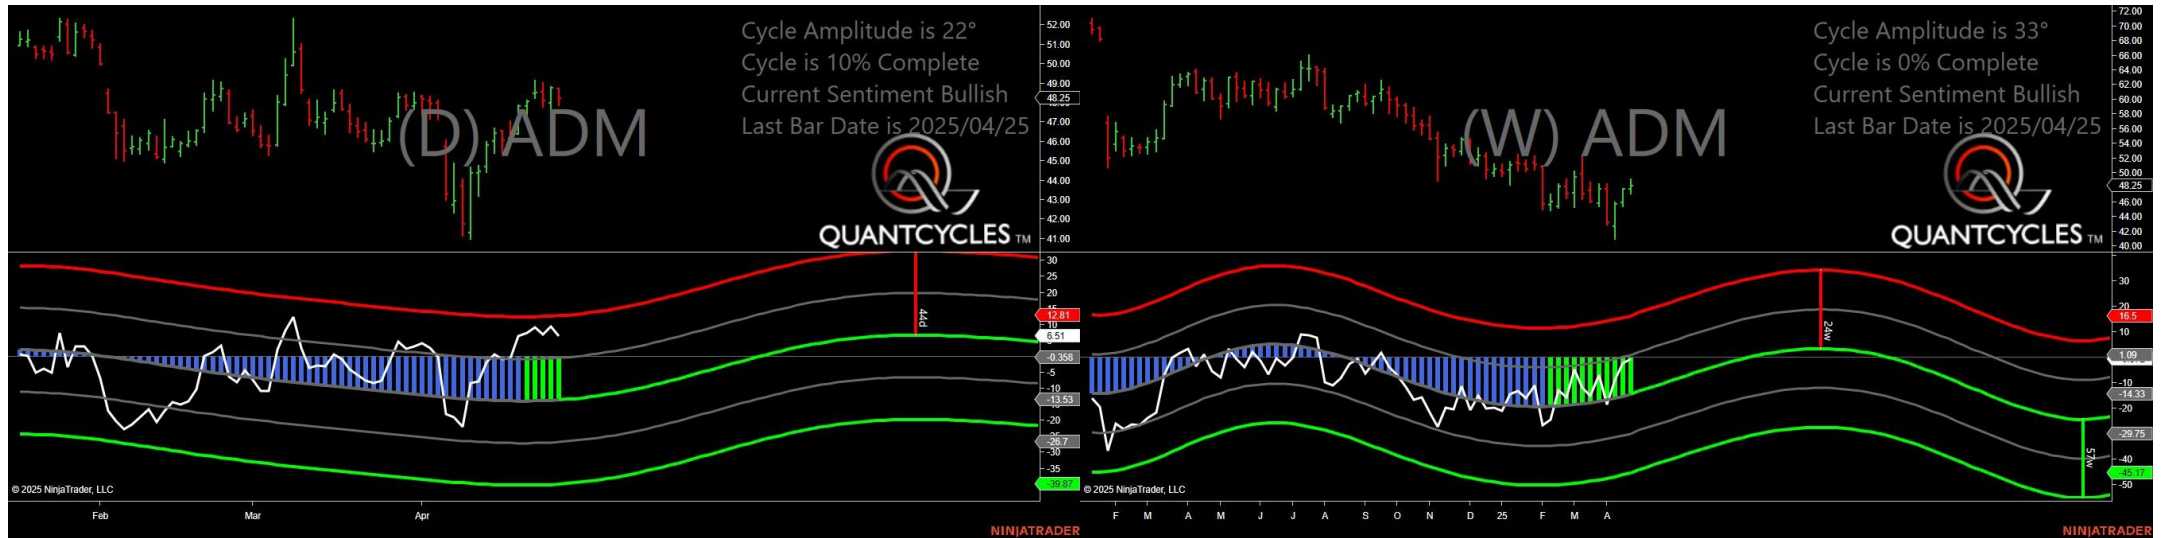 Cycle Amplitude is 22°
Cycle is 10% Complete
Current Sentiment Bullish
Last Bar Date is 2025/04/25
(D) ADM
QUANTCYCLES TM
52.00
51.00
50.00
49.00
48.25
47.00
46.00
45.00
44.00
43.00
42.00
41.00
44d
30
25
20
15
12.81
10
6.51
-0.358
-5
-10
-13.53
-20
-26.7
30
35
-39.87
© 2025 NinjaTrader, LLC
Feb
Mar
Apr
NINJATRADER
Cycle Amplitude is 33°
Cycle is 0% Complete
Current Sentiment Bullish
Last Bar Date is 2025/04/25
(W) ADM
QUANTCYCLES TM
72.00
70.00
68.00
66.00
64.00
62.00
60.00
58.00
56.00
54.00
52.00
50.00
48.25
46.00
44.00
42.00
40.00
24w
57w
30
20
16.5
10
1.09
-10
-14.33
-20
-29.75
-40
-45.17
-50
© 2025 NinjaTrader, LLC
F
M
A
M
J
J
A
S
O
N
D
25
F
M
A
NINJATRADER